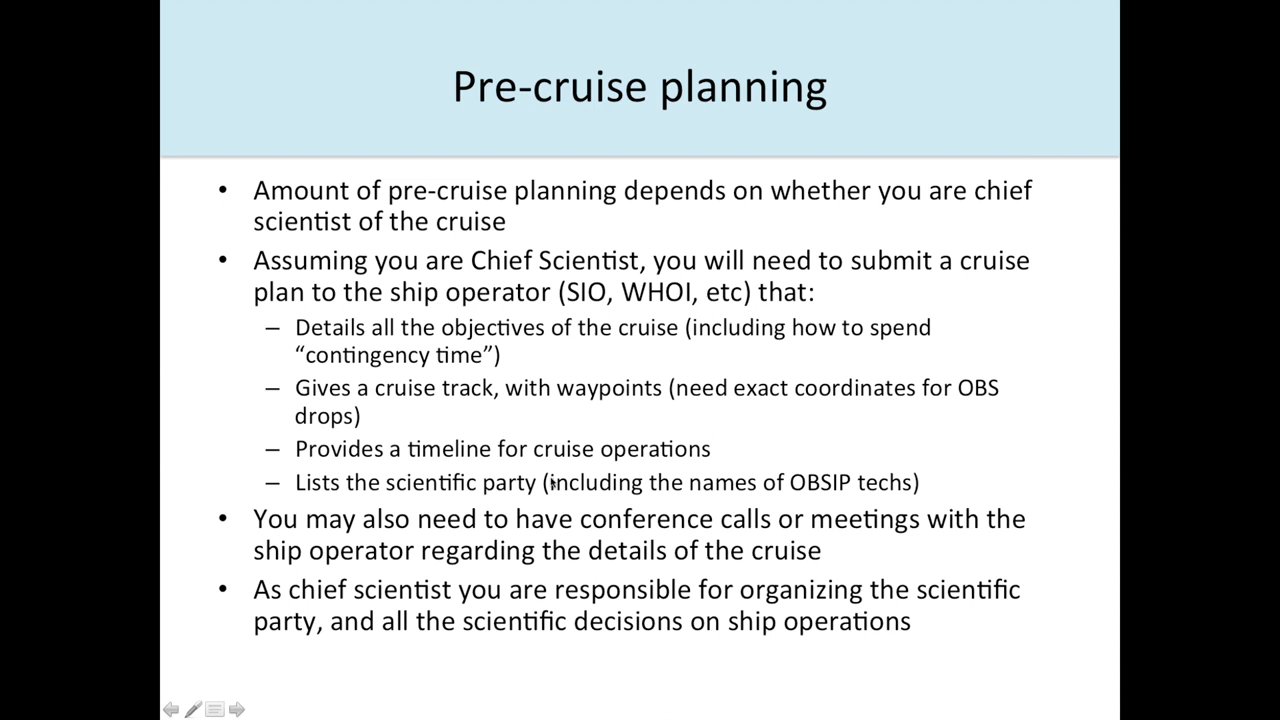 Pre-cruise planning
• Amount of pre-cruise planning depends on whether you are chief
scientist of the cruise
• Assuming you are Chief Scientist, you will need to submit a cruise
plan to the ship operator (SIO, WHOI, etc) that:
– Details all the objectives of the cruise (including how to spend
“contingency time”)
– Gives a cruise track, with waypoints (need exact coordinates for OBS
drops)
– Provides a timeline for cruise operations
– Lists the scientific party (including the names of OBSIP techs)
• You may also need to have conference calls or meetings with the
ship operator regarding the details of the cruise
• As chief scientist you are responsible for organizing the scientific
party, and all the scientific decisions on ship operations